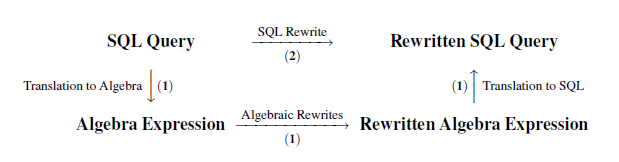 SQL Rewrite
SQL Query
Rewritten SQL Query
(2)
Translation to Algebra (1)
(1) Translation to SQL
Algebraic Rewrites
Algebra Expression
Rewritten Algebra Expression
(1)